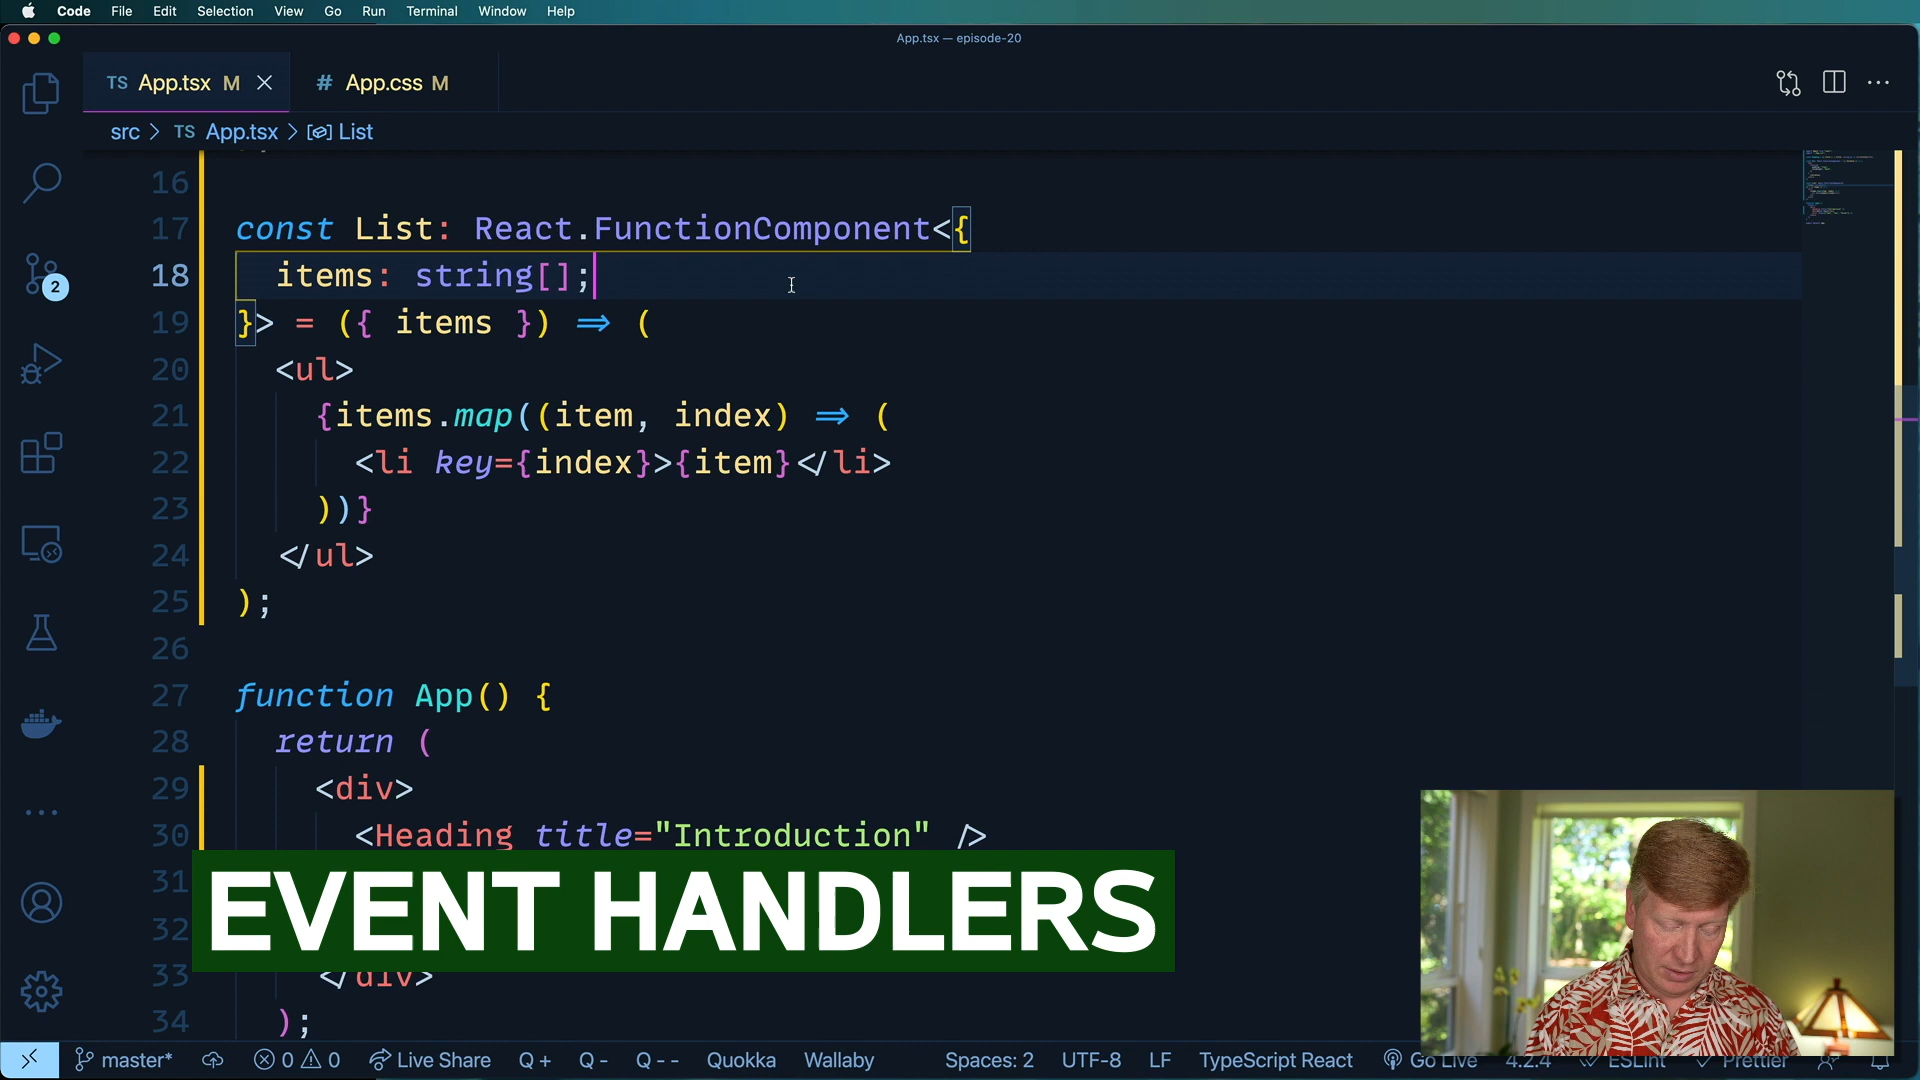 Code File Edit Selection View Go Run Terminal Window Help
App.tsx — episode-20
TS App.tsx M # App.css M
src > TS App.tsx > List
16
17 const List: React.FunctionComponent<{
18 items: string[];
19 }> = ({ items }) => (
20 <ul>
21 {items.map((item, index) => (
22 <li key={index}>{item}</li>
23 ))}
24 </ul>
25 );
26
27 function App() {
28 return (
29 <div>
30 <Heading title="Introduction" />
31
32
EVENT HANDLERS
33 </div>
34 );
2
master* 0 0 Live Share Q + Q - Q - - Quokka Wallaby Spaces: 2 UTF-8 LF TypeScript React Go Live 4.2.4 ESLint Prettier